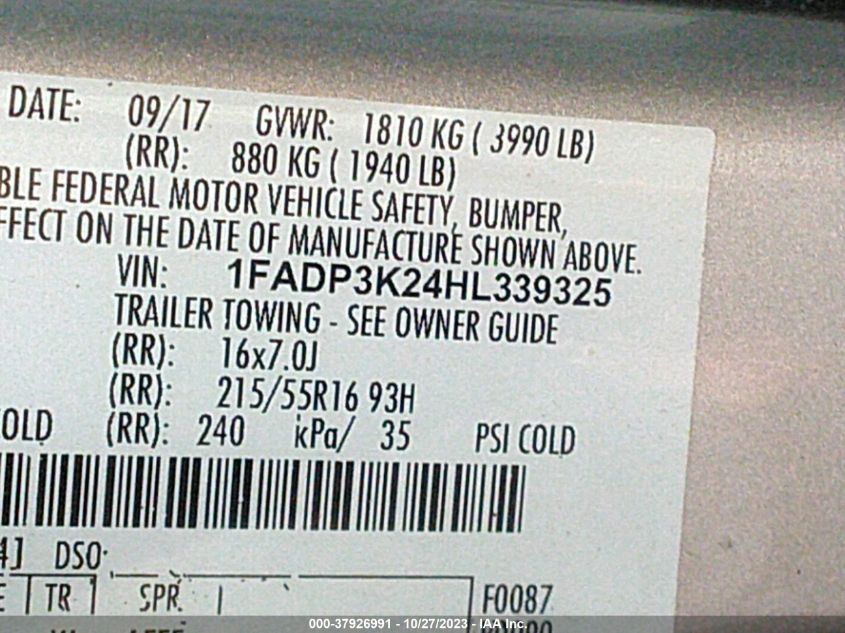 DATE: 09/17 GVWR: 1810 KG ( 3990 LB)
(RR): 880 KG ( 1940 LB)
BLE FEDERAL MOTOR VEHICLE SAFETY, BUMPER,
FFECT ON THE DATE OF MANUFACTURE SHOWN ABOVE.
VIN: 1FADP3K24HL339325
TRAILER TOWING - SEE OWNER GUIDE
(RR): 16x7.0J
(RR): 215/55R16 93H
OLD (RR): 240 kPa/ 35 PSI COLD
4] DSO:
E TR SPR F0087
000-37926991 - 10/27/2023 - IAA Inc.